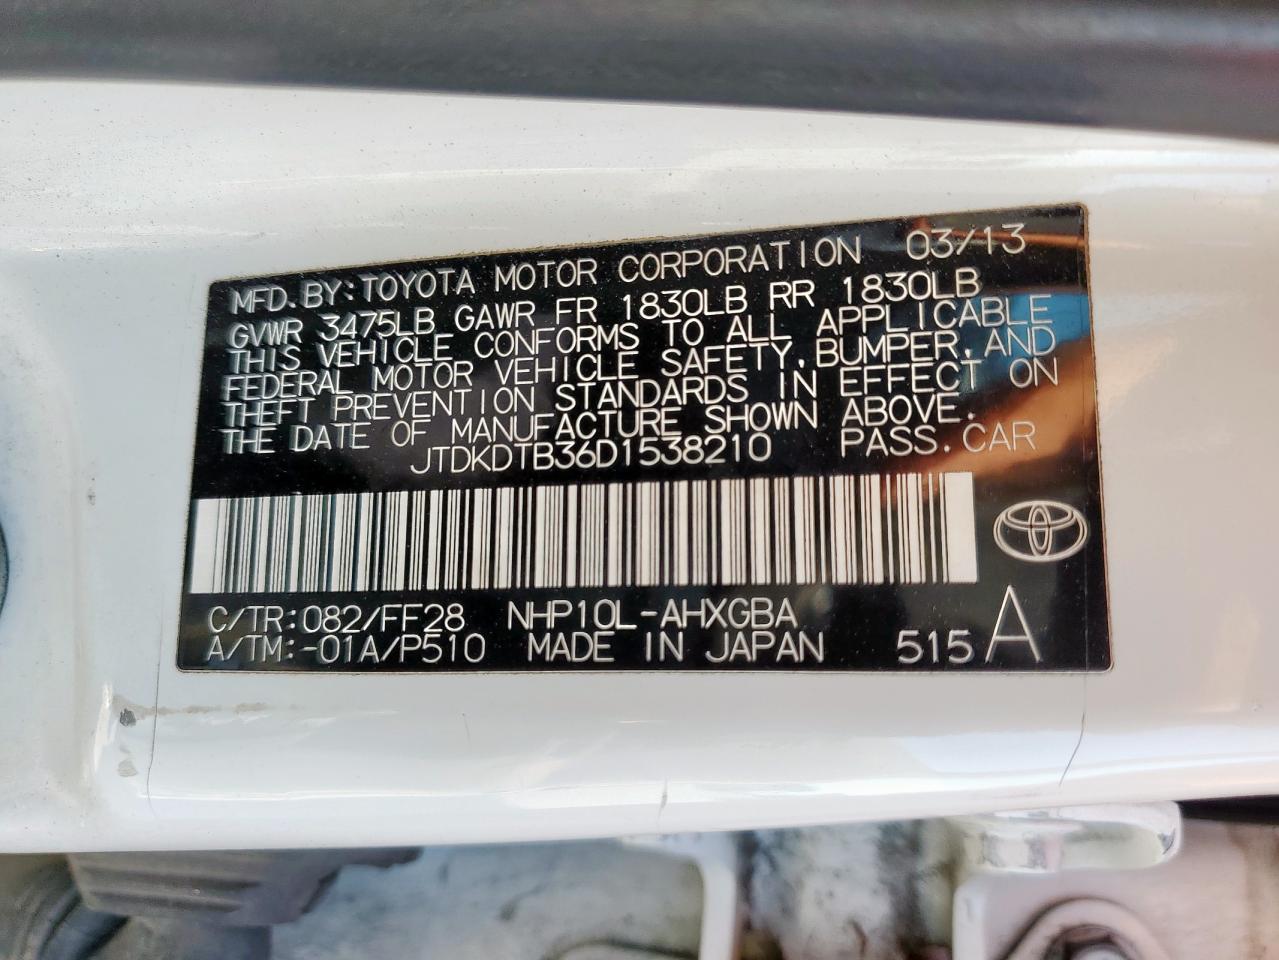 MFD. BY: TOYOTA MOTOR CORPORATION 03/13
GVWR 3475LB GAWR FR 1830LB RR 1830LB
THIS VEHICLE CONFORMS TO ALL APPLICABLE
FEDERAL MOTOR VEHICLE SAFETY, BUMPER, AND
THEFT PREVENTION STANDARDS IN EFFECT ON
THE DATE OF MANUFACTURE SHOWN ABOVE.
JTDKDTB36D1538210 PASS. CAR
C/TR: 082/FF28 NHP10L-AHXGBA
A/TM: -01A/P510 MADE IN JAPAN 515 A